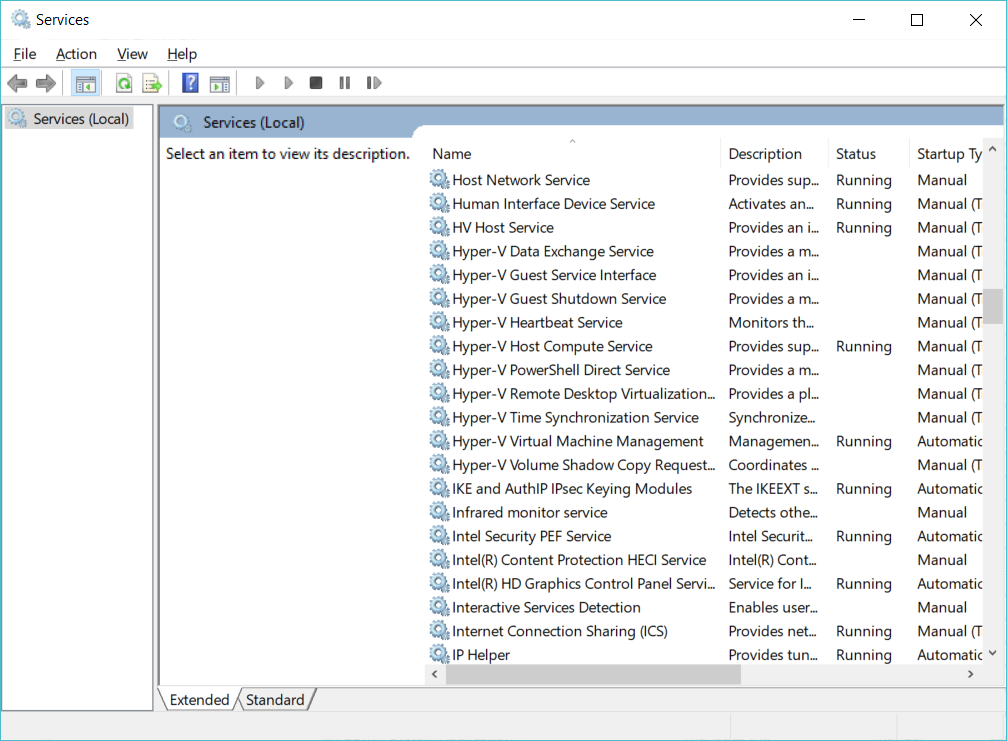 Services
File Action View Help
Services (Local)
Services (Local)
Select an item to view its description.
Name Description Status Startup Ty
Host Network Service Provides sup... Running Manual
Human Interface Device Service Activates an... Running Manual (T
HV Host Service Provides an i... Running Manual (T
Hyper-V Data Exchange Service Provides a m... Manual (T
Hyper-V Guest Service Interface Provides an i... Manual (T
Hyper-V Guest Shutdown Service Provides a m... Manual (T
Hyper-V Heartbeat Service Monitors th... Manual (T
Hyper-V Host Compute Service Provides sup... Running Manual (T
Hyper-V PowerShell Direct Service Provides a m... Manual (T
Hyper-V Remote Desktop Virtualization... Provides a pl... Manual (T
Hyper-V Time Synchronization Service Synchronize... Manual (T
Hyper-V Virtual Machine Management Managemen... Running Automatic
Hyper-V Volume Shadow Copy Request... Coordinates ... Manual (T
IKE and AuthIP IPsec Keying Modules The IKEEXT s... Running Automatic
Infrared monitor service Detects othe... Manual
Intel Security PEF Service Intel Securit... Running Automatic
Intel(R) Content Protection HECI Service Intel(R) Cont... Manual
Intel(R) HD Graphics Control Panel Servi... Service for I... Running Automatic
Interactive Services Detection Enables user... Manual
Internet Connection Sharing (ICS) Provides net... Running Manual (T
IP Helper Provides tun... Running Automatic
Extended Standard